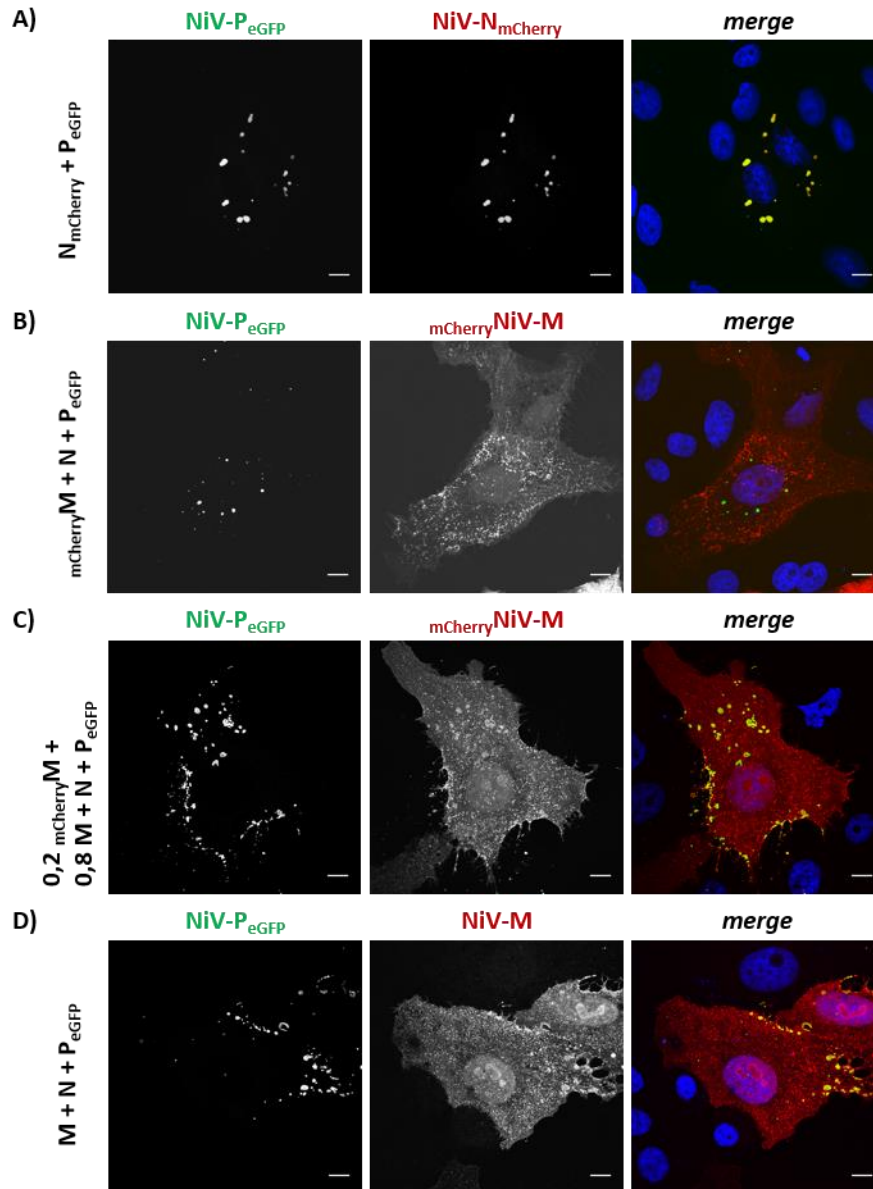 A)
NiV-PeGFP
NiV-NmCherry
merge
NmCherry + PeGFP
B)
NiV-PeGFP
mCherryNiV-M
merge
mCherryM + N + PeGFP
C)
NiV-PeGFP
mCherryNiV-M
merge
0,2 mCherryM +
0,8 M + N + PeGFP
D)
NiV-PeGFP
NiV-M
merge
M + N + PeGFP